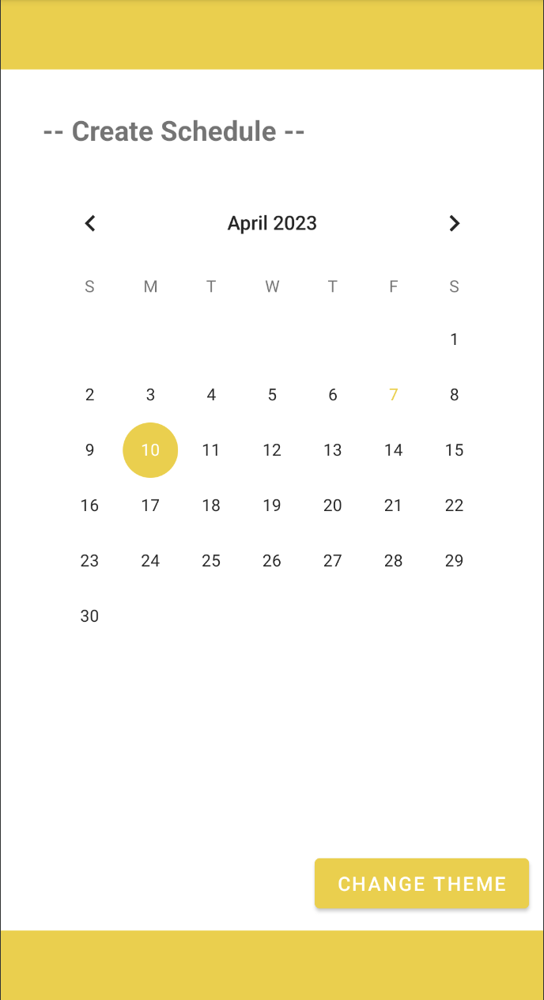 -- Create Schedule --
April 2023
S M T W T F S
1
2 3 4 5 6 7 8
9 10 11 12 13 14 15
16 17 18 19 20 21 22
23 24 25 26 27 28 29
30
CHANGE THEME